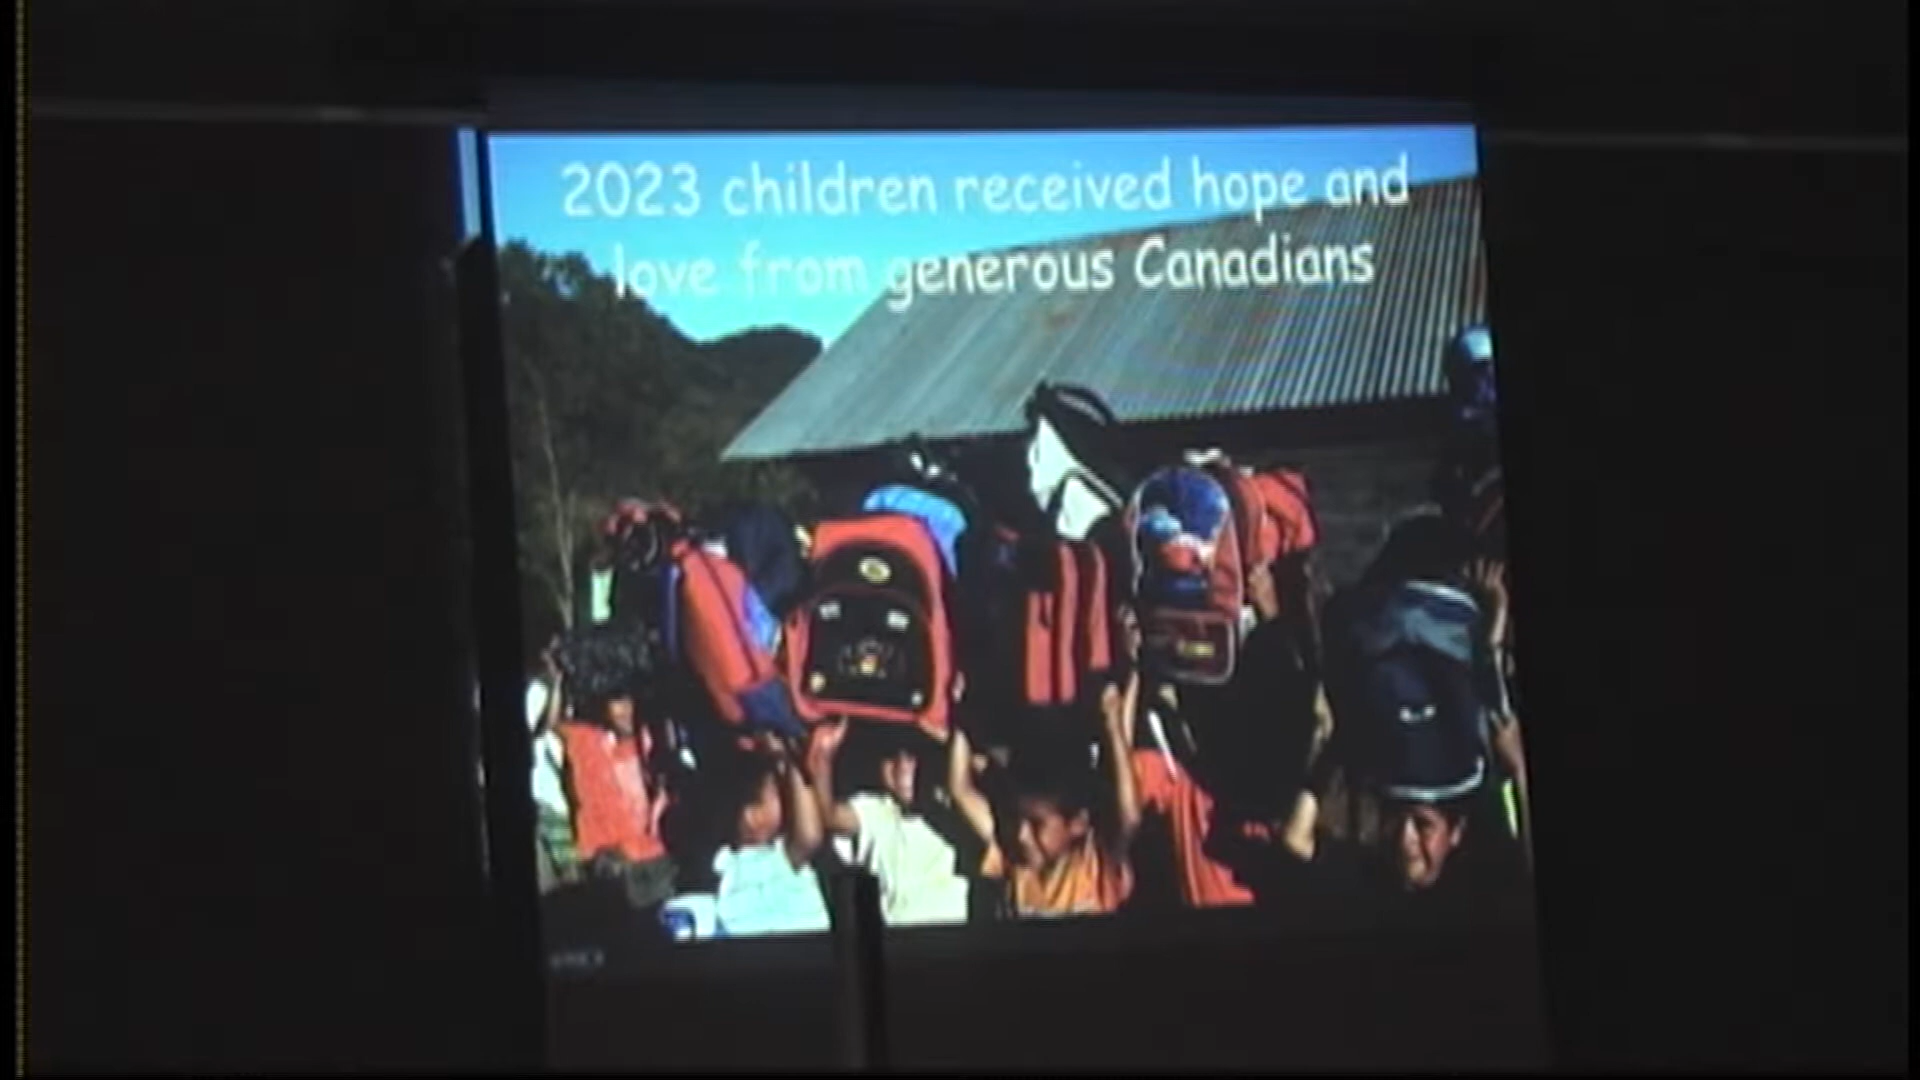 2023 children received hope and
love from generous Canadians